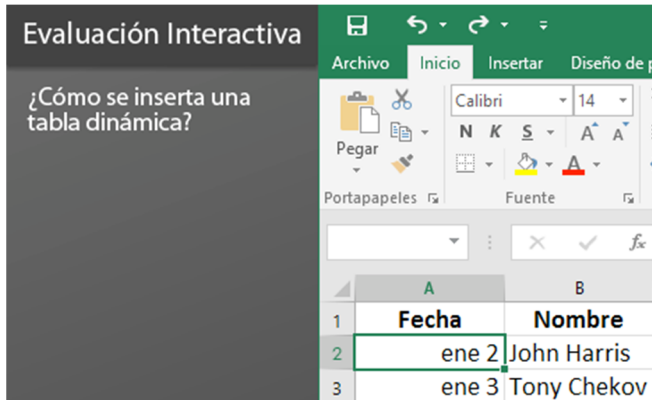 Evaluación Interactiva
¿Cómo se inserta una
tabla dinámica?
Archivo Inicio Insertar Diseño de
Calibri 14
N K S A A
Pegar
Portapapeles Fuente
fx
A B
1 Fecha Nombre
2 ene 2 John Harris
3 ene 3 Tony Chekov